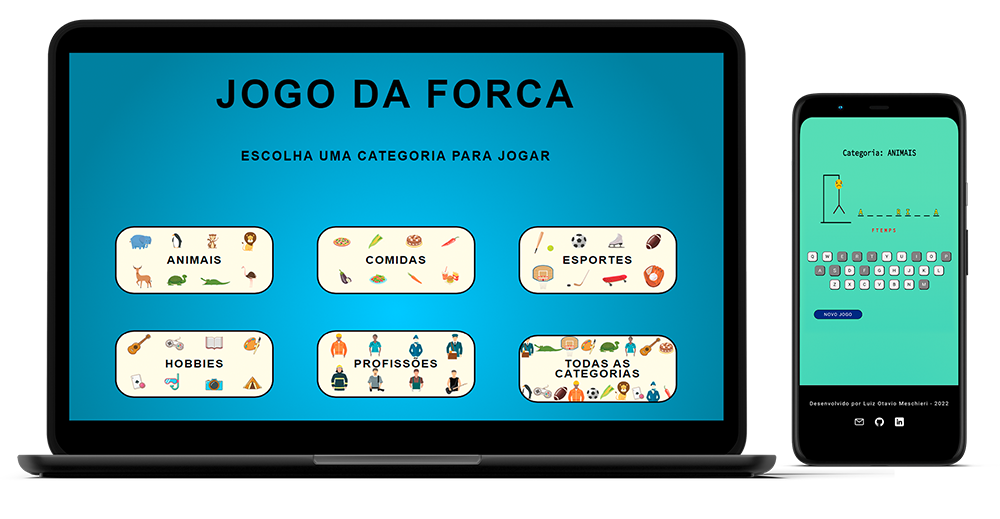 JOGO DA FORCA
ESCOLHA UMA CATEGORIA PARA JOGAR
ANIMAIS
COMIDAS
ESPORTES
HOBBIES
PROFISSÕES
TODAS AS
CATEGORIAS
Categoria: ANIMAIS
A _ _ _ _ R I _ _ A
FTEMPS
Q W E R T Y U I O P
A S D F G H J K L
Z X C V B N M
NOVO JOGO
Desenvolvido por Luiz Otavio Meschieri - 2022